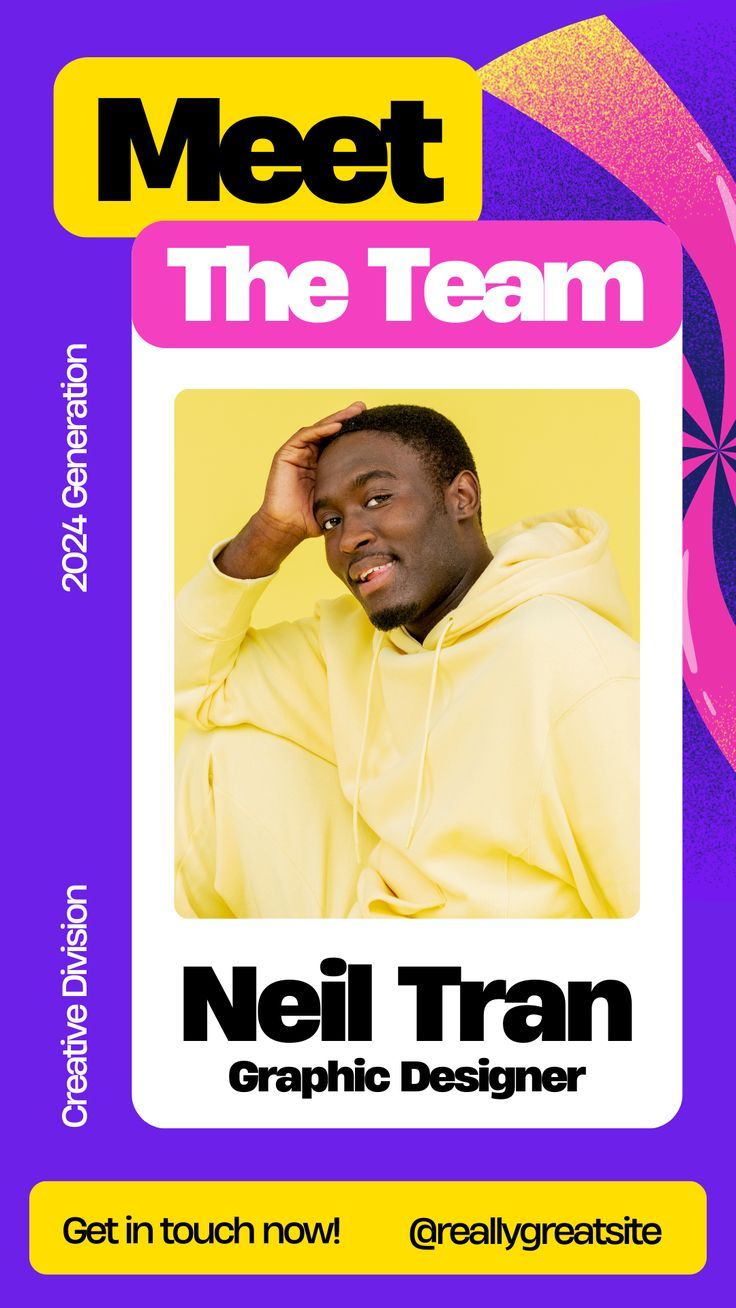 Meet
The Team
2024 Generation
Creative Division
Neil Tran
Graphic Designer
Get in touch now!
@reallygreatsite